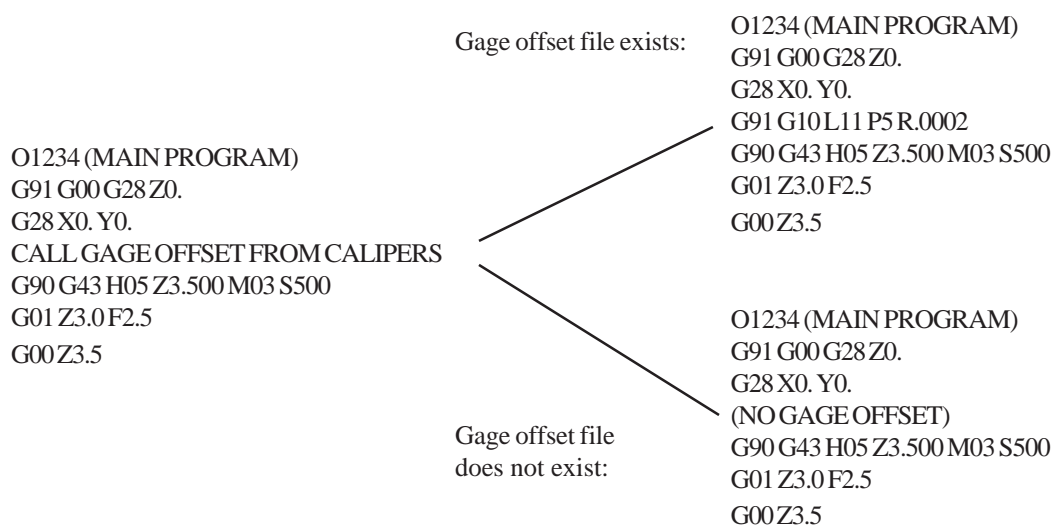 O1234 (MAIN PROGRAM)
G91 G00 G28 Z0.
G28 X0. Y0.
CALL GAGE OFFSET FROM CALIPERS
G90 G43 H05 Z3.500 M03 S500
G01 Z3.0 F2.5
G00 Z3.5
Gage offset file exists:
O1234 (MAIN PROGRAM)
G91 G00 G28 Z0.
G28 X0. Y0.
G91 G10 L11 P5 R.0002
G90 G43 H05 Z3.500 M03 S500
G01 Z3.0 F2.5
G00 Z3.5
Gage offset file
does not exist:
O1234 (MAIN PROGRAM)
G91 G00 G28 Z0.
G28 X0. Y0.
(NO GAGE OFFSET)
G90 G43 H05 Z3.500 M03 S500
G01 Z3.0 F2.5
G00 Z3.5